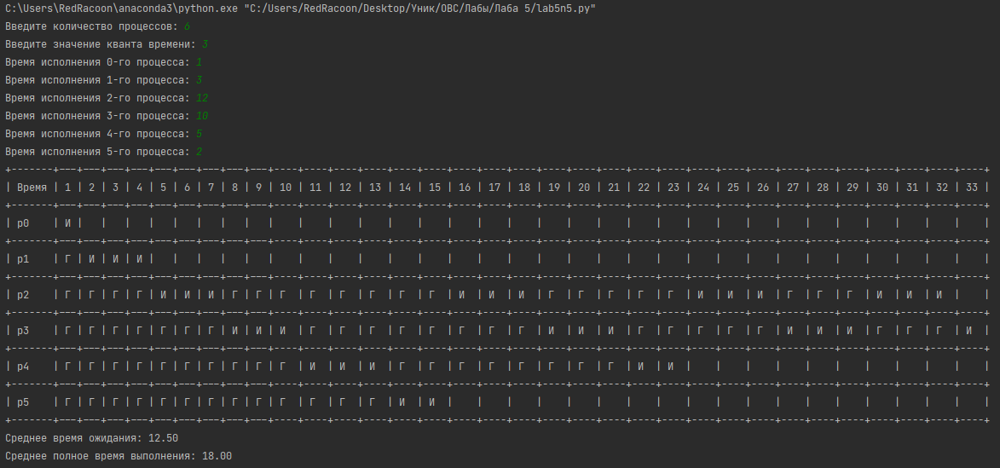 C:\Users\RedRacoon\anaconda3\python.exe "C:/Users/RedRacoon/Desktop/Уник/ОВС/Лабы/Лаба 5/lab5n5.py"
Введите количество процессов: 6
Введите значение кванта времени: 3
Время исполнения 0-го процесса: 1
Время исполнения 1-го процесса: 3
Время исполнения 2-го процесса: 12
Время исполнения 3-го процесса: 10
Время исполнения 4-го процесса: 5
Время исполнения 5-го процесса: 2
+-------+---+---+---+---+---+---+---+---+---+----+----+----+----+----+----+----+----+----+----+----+----+----+----+----+----+----+----+----+----+----+----+----+----+
| Время | 1 | 2 | 3 | 4 | 5 | 6 | 7 | 8 | 9 | 10 | 11 | 12 | 13 | 14 | 15 | 16 | 17 | 18 | 19 | 20 | 21 | 22 | 23 | 24 | 25 | 26 | 27 | 28 | 29 | 30 | 31 | 32 | 33 |
+-------+---+---+---+---+---+---+---+---+---+----+----+----+----+----+----+----+----+----+----+----+----+----+----+----+----+----+----+----+----+----+----+----+----+
| p0    | И |   |   |   |   |   |   |   |   |    |    |    |    |    |    |    |    |    |    |    |    |    |    |    |    |    |    |    |    |    |    |    |    |
+-------+---+---+---+---+---+---+---+---+---+----+----+----+----+----+----+----+----+----+----+----+----+----+----+----+----+----+----+----+----+----+----+----+----+
| p1    | Г | И | И | И |   |   |   |   |   |    |    |    |    |    |    |    |    |    |    |    |    |    |    |    |    |    |    |    |    |    |    |    |    |
+-------+---+---+---+---+---+---+---+---+---+----+----+----+----+----+----+----+----+----+----+----+----+----+----+----+----+----+----+----+----+----+----+----+----+
| p2    | Г | Г | Г | Г | И | И | И | Г | Г | Г  | Г  | Г  | Г  | Г  | Г  | И  | И  | И  | Г  | Г  | Г  | Г  | Г  | И  | И  | И  | Г  | Г  | Г  | И  | И  | И  |    |
+-------+---+---+---+---+---+---+---+---+---+----+----+----+----+----+----+----+----+----+----+----+----+----+----+----+----+----+----+----+----+----+----+----+----+
| p3    | Г | Г | Г | Г | Г | Г | Г | И | И | И  | Г  | Г  | Г  | Г  | Г  | Г  | Г  | Г  | И  | И  | И  | Г  | Г  | Г  | Г  | Г  | И  | И  | И  | Г  | Г  | Г  | И  |
+-------+---+---+---+---+---+---+---+---+---+----+----+----+----+----+----+----+----+----+----+----+----+----+----+----+----+----+----+----+----+----+----+----+----+
| p4    | Г | Г | Г | Г | Г | Г | Г | Г | Г | Г  | И  | И  | И  | Г  | Г  | Г  | Г  | Г  | Г  | Г  | Г  | И  | И  |    |    |    |    |    |    |    |    |    |    |
+-------+---+---+---+---+---+---+---+---+---+----+----+----+----+----+----+----+----+----+----+----+----+----+----+----+----+----+----+----+----+----+----+----+----+
| p5    | Г | Г | Г | Г | Г | Г | Г | Г | Г | Г  | Г  | Г  | Г  | И  | И  |    |    |    |    |    |    |    |    |    |    |    |    |    |    |    |    |    |    |
+-------+---+---+---+---+---+---+---+---+---+----+----+----+----+----+----+----+----+----+----+----+----+----+----+----+----+----+----+----+----+----+----+----+----+
Среднее время ожидания: 12.50
Среднее полное время выполнения: 18.00